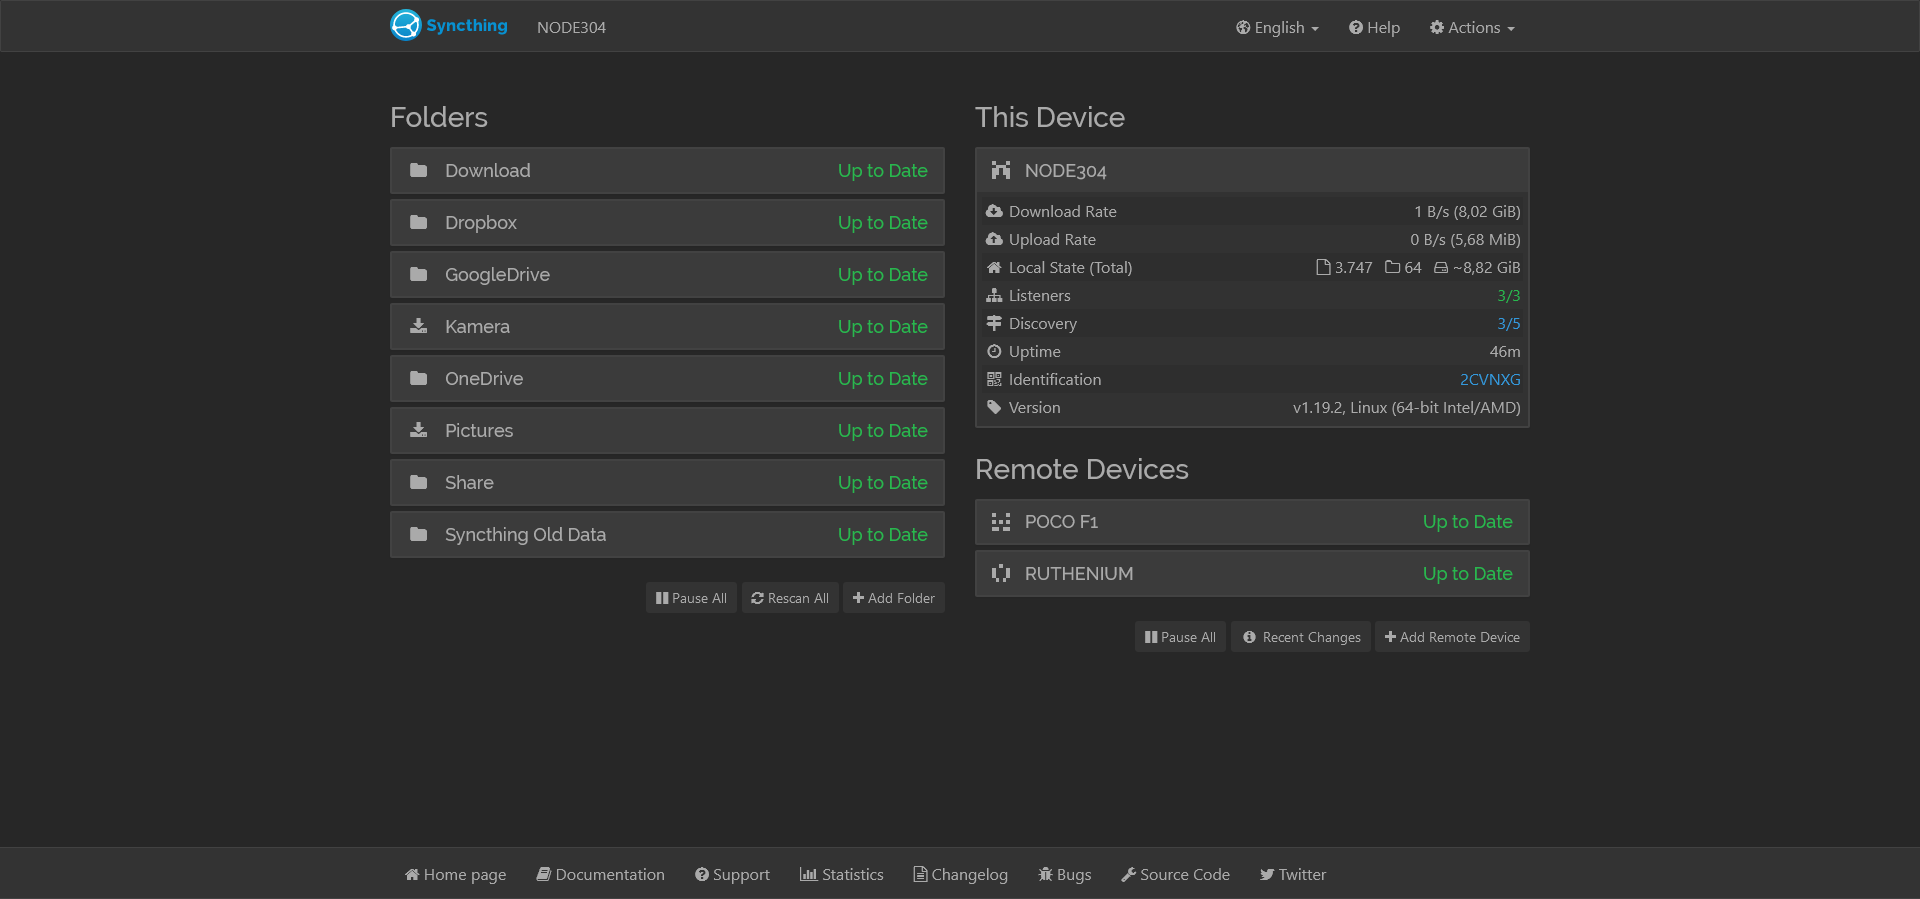 Syncthing NODE304 English Help Actions
Folders
Download Up to Date
Dropbox Up to Date
GoogleDrive Up to Date
Kamera Up to Date
OneDrive Up to Date
Pictures Up to Date
Share Up to Date
Syncthing Old Data Up to Date
Pause All Rescan All Add Folder
This Device
NODE304
Download Rate 1 B/s (8,02 GiB)
Upload Rate 0 B/s (5,68 MiB)
Local State (Total) 3.747 64 ~8,82 GiB
Listeners 3/3
Discovery 3/5
Uptime 46m
Identification 2CVNXG
Version v1.19.2, Linux (64-bit Intel/AMD)
Remote Devices
POCO F1 Up to Date
RUTHENIUM Up to Date
Pause All Recent Changes Add Remote Device
Home page Documentation Support Statistics Changelog Bugs Source Code Twitter